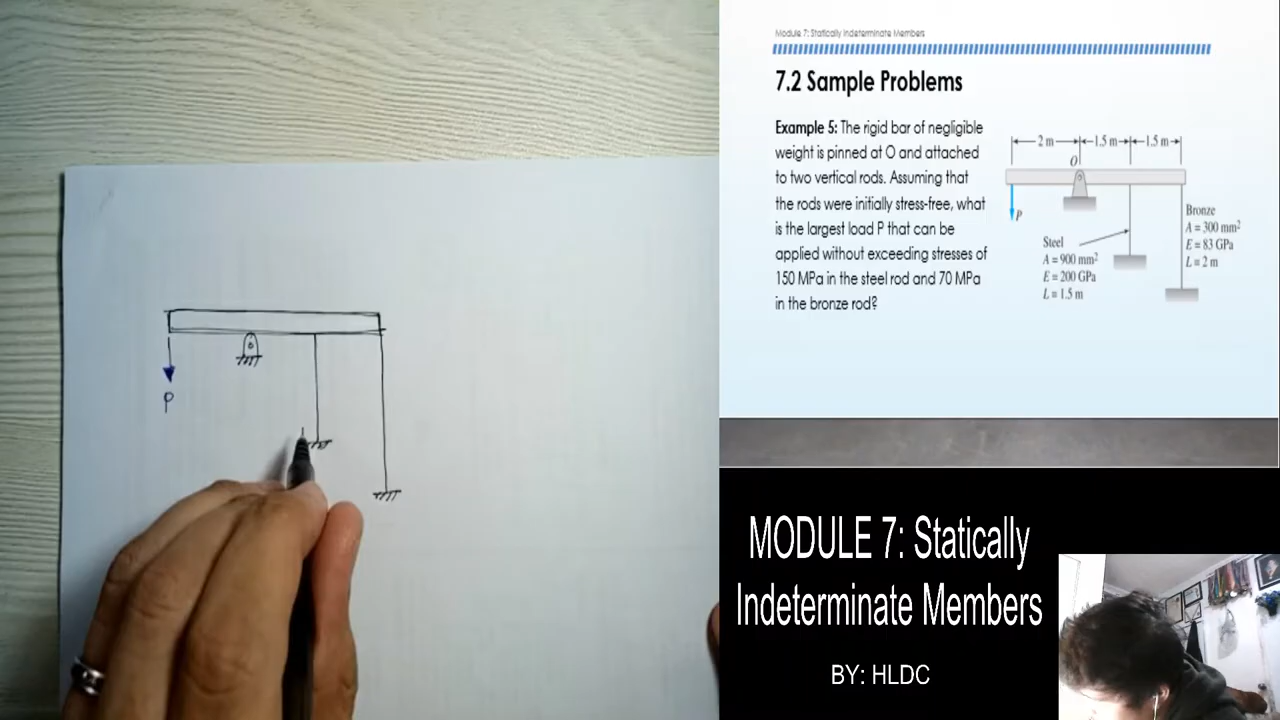 P
Module 7: Statically Indeterminate Members
7.2 Sample Problems
Example 5: The rigid bar of negligible
weight is pinned at O and attached
to two vertical rods. Assuming that
the rods were initially stress-free, what
is the largest load P that can be
applied without exceeding stresses of
150 MPa in the steel rod and 70 MPa
in the bronze rod?
2 m 1.5 m 1.5 m
O
P
Steel
A = 900 mm²
E = 200 GPa
L = 1.5 m
Bronze
A = 300 mm²
E = 83 GPa
L = 2 m
MODULE 7: Statically
Indeterminate Members
BY: HLDC